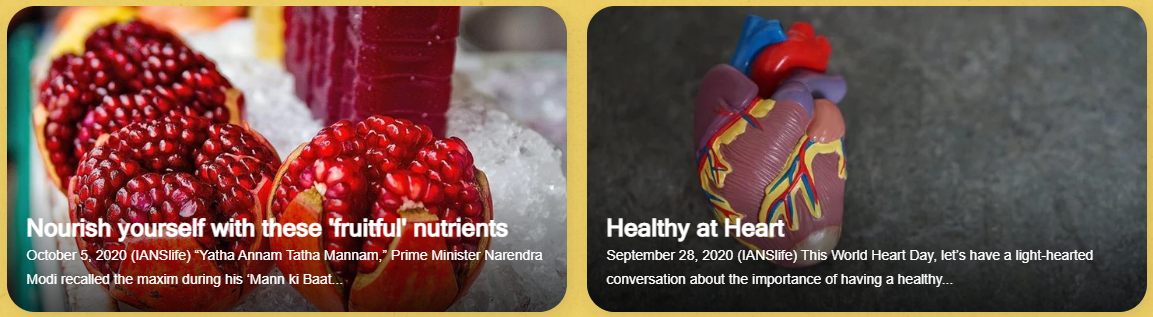 Nourish yourself with these 'fruitful' nutrients
October 5, 2020 (IANSlife) “Yatha Annam Tatha Mannam,” Prime Minister Narendra
Modi recalled the maxim during his ‘Mann ki Baat...
Healthy at Heart
September 28, 2020 (IANSlife) This World Heart Day, let’s have a light-hearted
conversation about the importance of having a healthy...